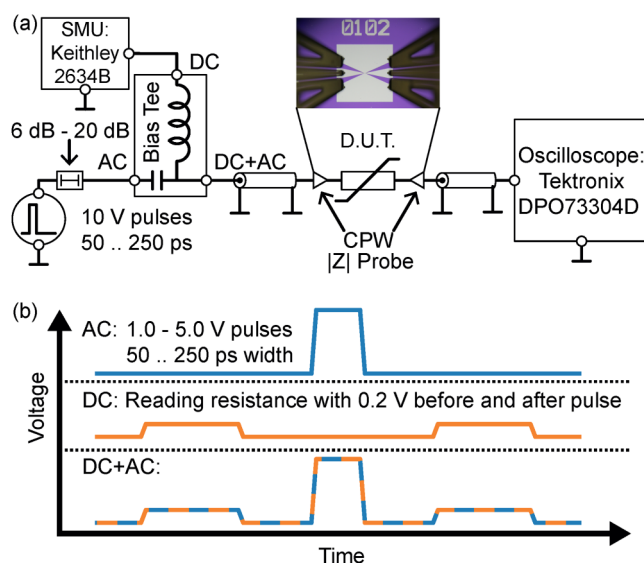 (a)
SMU:
Keithley
2634B
DC
0102
6 dB - 20 dB
AC
Bias Tee
DC+AC
D.U.T.
Oscilloscope:
Tektronix
DPO73304D
10 V pulses
50 .. 250 ps
CPW
|Z| Probe
(b)
Voltage
AC: 1.0 - 5.0 V pulses
50 .. 250 ps width
DC: Reading resistance with 0.2 V before and after pulse
DC+AC:
Time